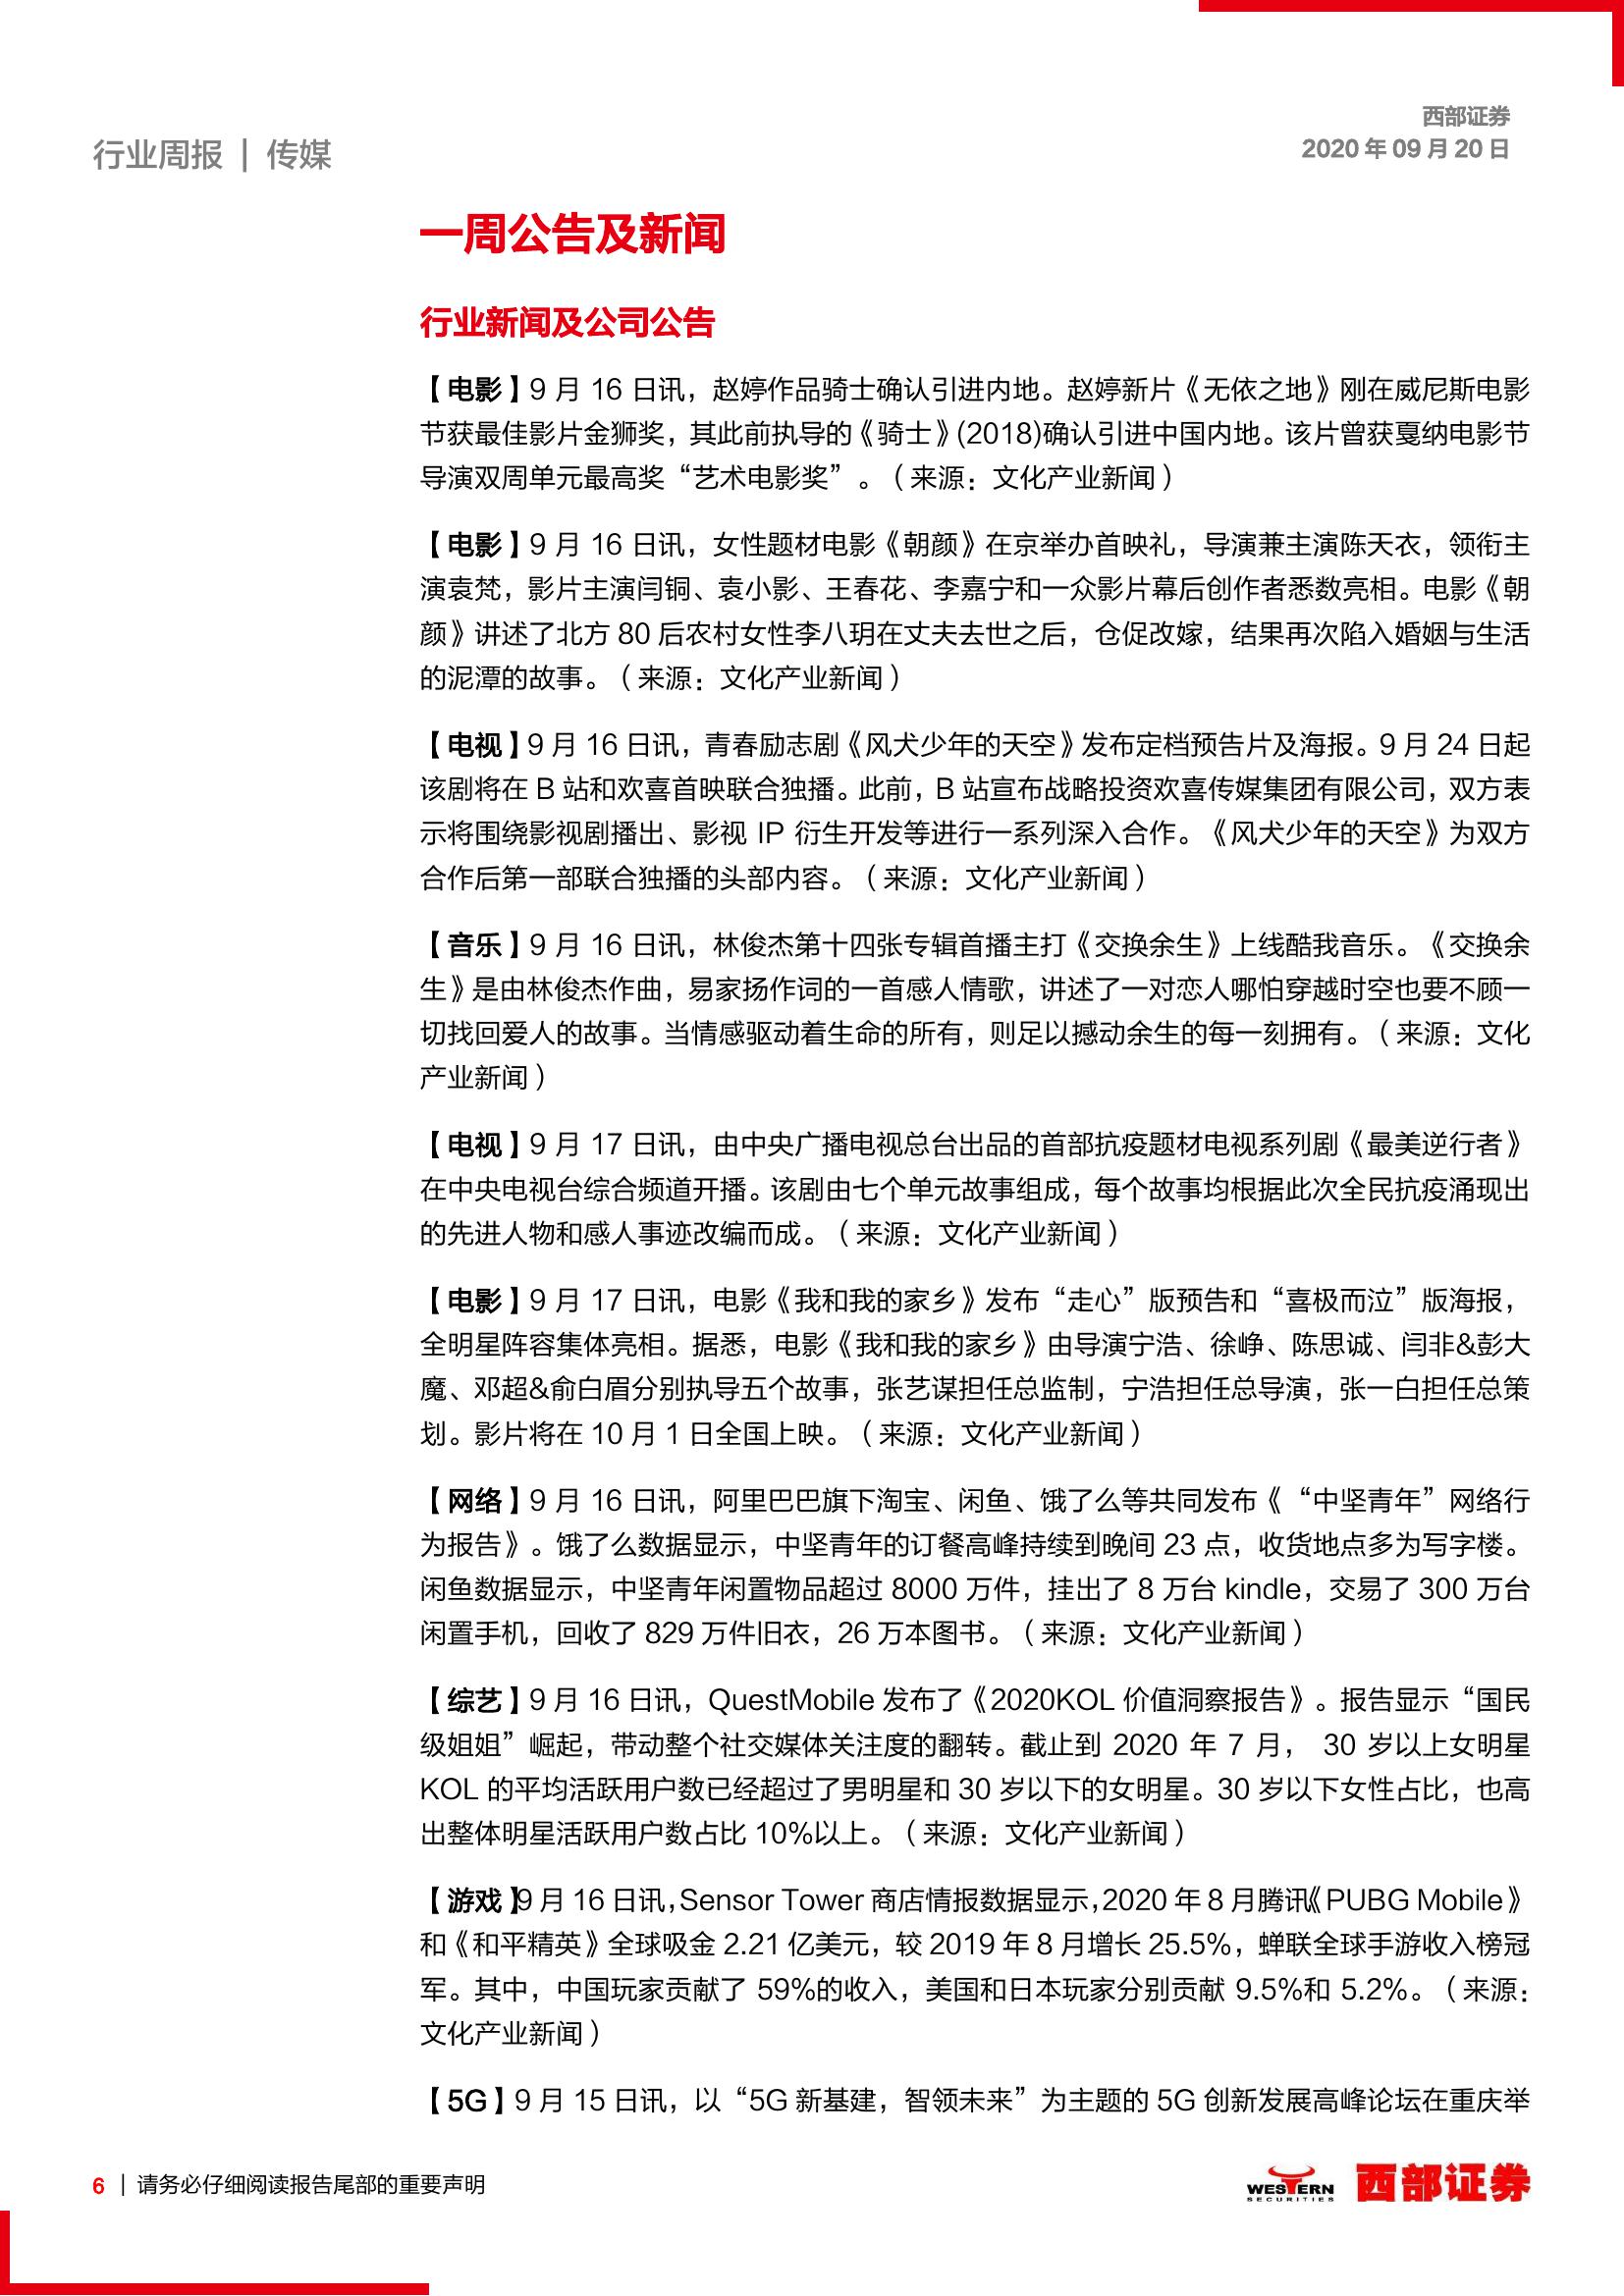 西部证券
行业周报 | 传媒
2020 年 09 月 20 日
一周公告及新闻
行业新闻及公司公告
【电影】9 月 16 日讯，赵婷作品骑士确认引进内地。赵婷新片《无依之地》刚在威尼斯电影
节获最佳影片金狮奖，其此前执导的《骑士》(2018)确认引进中国内地。该片曾获戛纳电影节
导演双周单元最高奖“艺术电影奖”。（来源：文化产业新闻）
【电影】9 月 16 日讯，女性题材电影《朝颜》在京举办首映礼，导演兼主演陈天衣，领衔主
演袁梵，影片主演闫铜、袁小影、王春花、李嘉宁和一众影片幕后创作者悉数亮相。电影《朝
颜》讲述了北方 80 后农村女性李八玥在丈夫去世之后，仓促改嫁，结果再次陷入婚姻与生活
的泥潭的故事。（来源：文化产业新闻）
【电视】9 月 16 日讯，青春励志剧《风犬少年的天空》发布定档预告片及海报。9 月 24 日起
该剧将在 B 站和欢喜首映联合独播。此前，B 站宣布战略投资欢喜传媒集团有限公司，双方表
示将围绕影视剧播出、影视 IP 衍生开发等进行一系列深入合作。《风犬少年的天空》为双方
合作后第一部联合独播的头部内容。（来源：文化产业新闻）
【音乐】9 月 16 日讯，林俊杰第十四张专辑首播主打《交换余生》上线酷我音乐。《交换余
生》是由林俊杰作曲，易家扬作词的一首感人情歌，讲述了一对恋人哪怕穿越时空也要不顾一
切找回爱人的故事。当情感驱动着生命的所有，则足以撼动余生的每一刻拥有。（来源：文化
产业新闻）
【电视】9 月 17 日讯，由中央广播电视总台出品的首部抗疫题材电视系列剧《最美逆行者》
在中央电视台综合频道开播。该剧由七个单元故事组成，每个故事均根据此次全民抗疫涌现出
的先进人物和感人事迹改编而成。（来源：文化产业新闻）
【电影】9 月 17 日讯，电影《我和我的家乡》发布“走心”版预告和“喜极而泣”版海报，
全明星阵容集体亮相。据悉，电影《我和我的家乡》由导演宁浩、徐峥、陈思诚、闫非&彭大
魔、邓超&俞白眉分别执导五个故事，张艺谋担任总监制，宁浩担任总导演，张一白担任总策
划。影片将在 10 月 1 日全国上映。（来源：文化产业新闻）
【网络】9 月 16 日讯，阿里巴巴旗下淘宝、闲鱼、饿了么等共同发布《“中坚青年”网络行
为报告》。饿了么数据显示，中坚青年的订餐高峰持续到晚间 23 点，收货地点多为写字楼。
闲鱼数据显示，中坚青年闲置物品超过 8000 万件，挂出了 8 万台 kindle，交易了 300 万台
闲置手机，回收了 829 万件旧衣，26 万本图书。（来源：文化产业新闻）
【综艺】9 月 16 日讯，QuestMobile 发布了《2020KOL 价值洞察报告》。报告显示“国民
级姐姐”崛起，带动整个社交媒体关注度的翻转。截止到 2020 年 7 月， 30 岁以上女明星
KOL 的平均活跃用户数已经超过了男明星和 30 岁以下的女明星。30 岁以下女性占比，也高
出整体明星活跃用户数占比 10%以上。（来源：文化产业新闻）
【游戏】9 月 16 日讯,Sensor Tower 商店情报数据显示,2020 年 8 月腾讯《PUBG Mobile》
和《和平精英》全球吸金 2.21 亿美元，较 2019 年 8 月增长 25.5%，蝉联全球手游收入榜冠
军。其中，中国玩家贡献了 59%的收入，美国和日本玩家分别贡献 9.5%和 5.2%。（来源：
文化产业新闻）
【5G】9 月 15 日讯，以“5G 新基建，智领未来”为主题的 5G 创新发展高峰论坛在重庆举
6 | 请务必仔细阅读报告尾部的重要声明
WESTERN
SECURITIES
西部证券